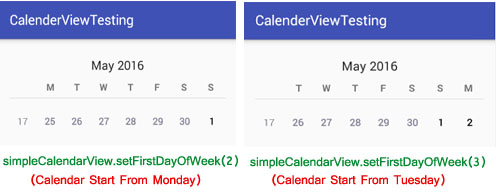 CalenderViewTesting
May 2016
M T W T F S S
17 25 26 27 28 29 30 1
simpleCalendarView.setFirstDayOfWeek(2)
(Calendar Start From Monday)
CalenderViewTesting
May 2016
T W T F S S M
17 26 27 28 29 30 1 2
simpleCalendarView.setFirstDayOfWeek(3)
(Calendar Start From Tuesday)